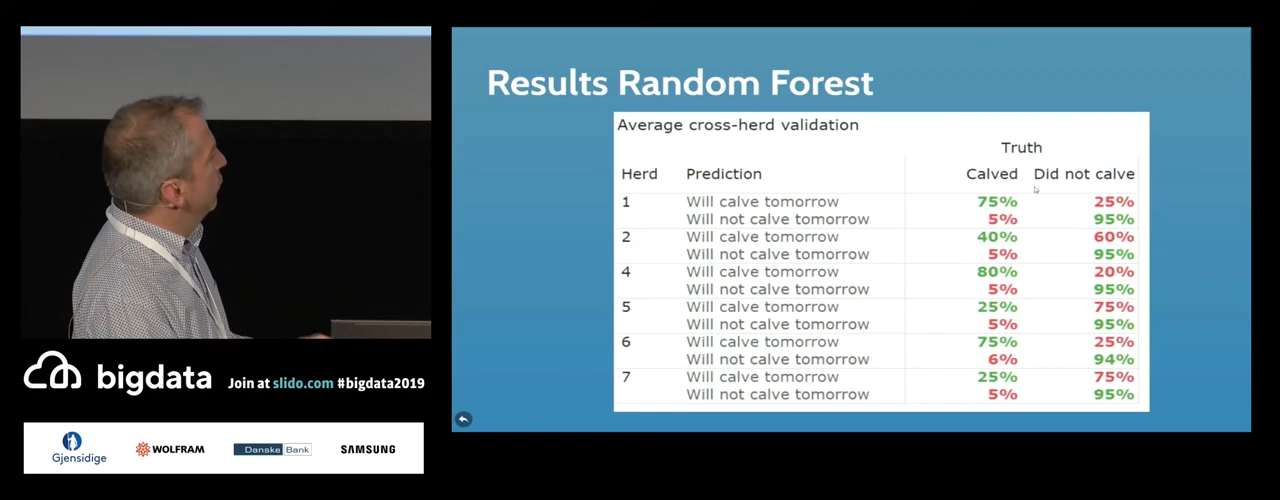 Results Random Forest
Average cross-herd validation
Truth
Herd Prediction Calved Did not calve
1 Will calve tomorrow 75% 25%
Will not calve tomorrow 5% 95%
2 Will calve tomorrow 40% 60%
Will not calve tomorrow 5% 95%
4 Will calve tomorrow 80% 20%
Will not calve tomorrow 5% 95%
5 Will calve tomorrow 25% 75%
Will not calve tomorrow 5% 95%
6 Will calve tomorrow 75% 25%
Will not calve tomorrow 6% 94%
7 Will calve tomorrow 25% 75%
Will not calve tomorrow 5% 95%
bigdata Join at slido.com #bigdata2019
Gjensidige WOLFRAM Danske Bank SAMSUNG